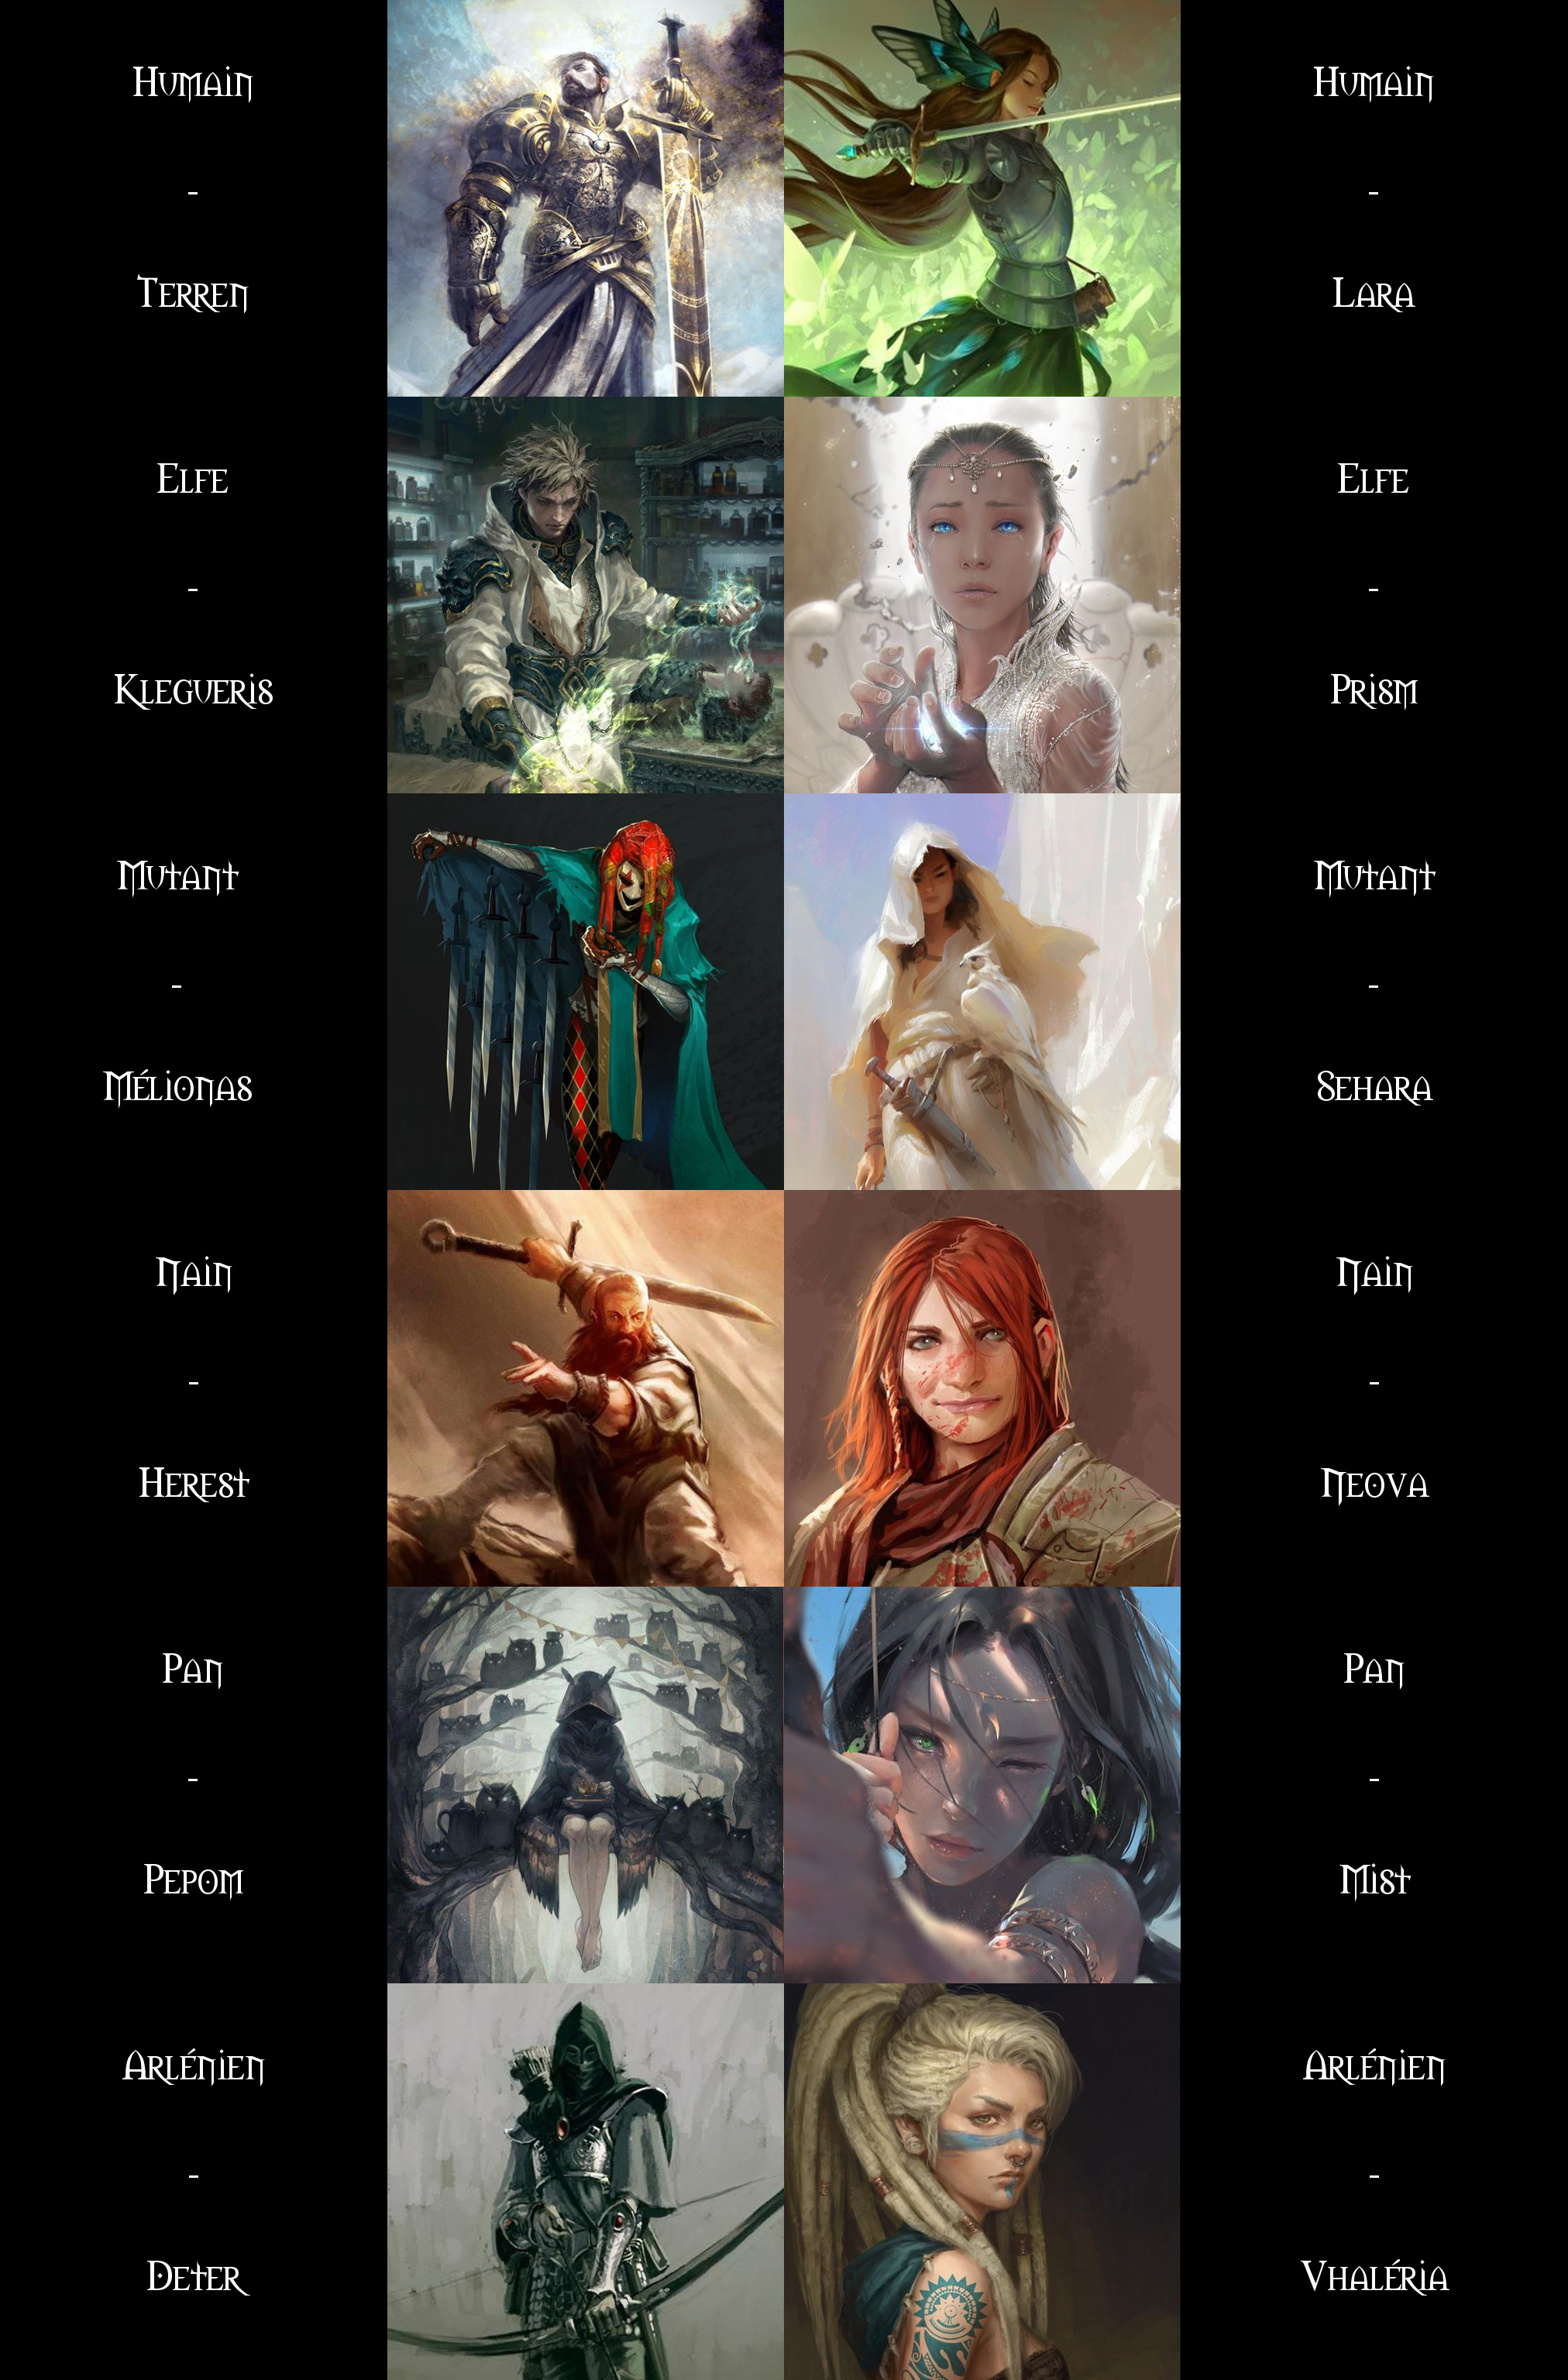 Humain
-
Terren
Humain
-
Lara
Elfe
-
Klegueris
Elfe
-
Prism
Mutant
-
Mélionas
Mutant
-
Sehara
Nain
-
Herest
Nain
-
Neova
Pan
-
Pepom
Pan
-
Mist
Arlénien
-
Deter
Arlénien
-
Vhaléria